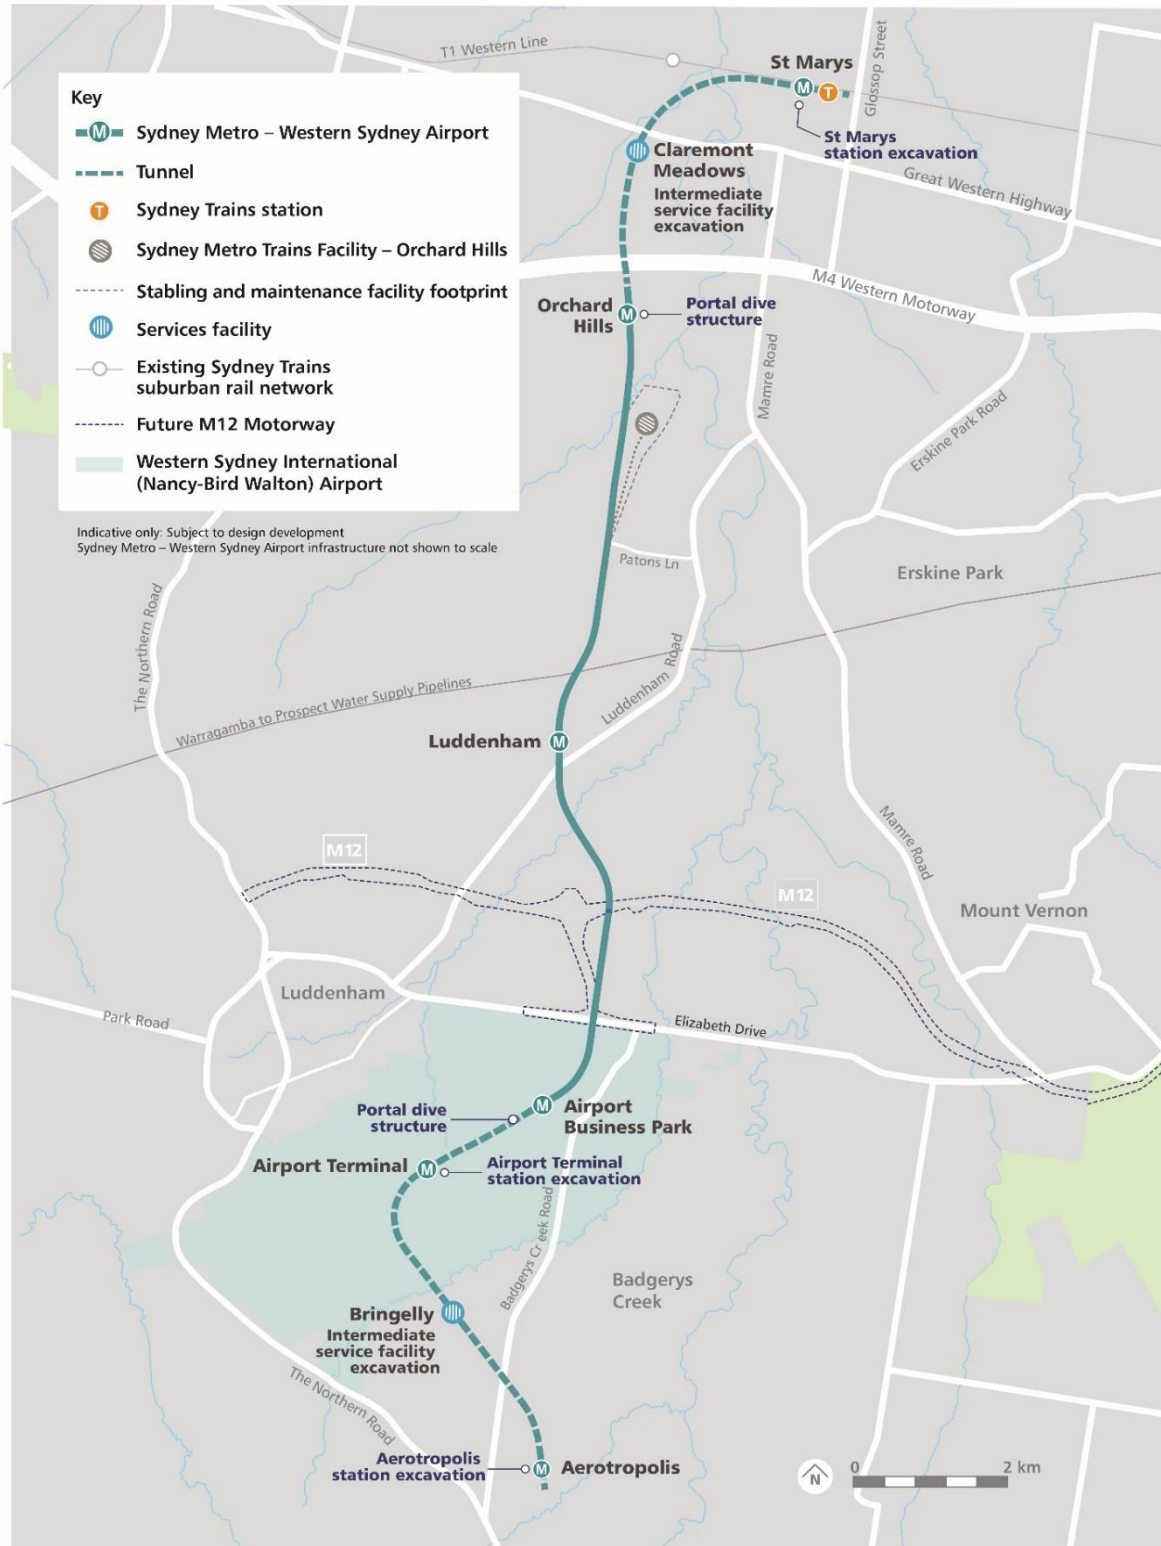 T1 Western Line
St Marys
M
T
Glossop Street
St Marys
station excavation
Great Western Highway
Key
M
Sydney Metro – Western Sydney Airport
Tunnel
T
Sydney Trains station
Sydney Metro Trains Facility – Orchard Hills
Stabling and maintenance facility footprint
Services facility
Existing Sydney Trains
suburban rail network
Future M12 Motorway
Western Sydney International
(Nancy-Bird Walton) Airport
Indicative only: Subject to design development
Sydney Metro – Western Sydney Airport infrastructure not shown to scale
Claremont
Meadows
Intermediate
service facility
excavation
M4 Western Motorway
Orchard
Hills
M
Portal dive
structure
Mamre Road
Erskine Park Road
Patons Ln
Erskine Park
The Northern Road
Warragamba to Prospect Water Supply Pipelines
Luddenham Road
Luddenham
M
Mamre Road
M12
M12
Mount Vernon
Luddenham
Park Road
Elizabeth Drive
Portal dive
structure
M
Airport
Business Park
Airport Terminal
M
Airport Terminal
station excavation
Badgerys Cr eek Road
Badgerys
Creek
Bringelly
Intermediate
service facility
excavation
The Northern Road
Aerotropolis
station excavation
M
Aerotropolis
N
0
2 km